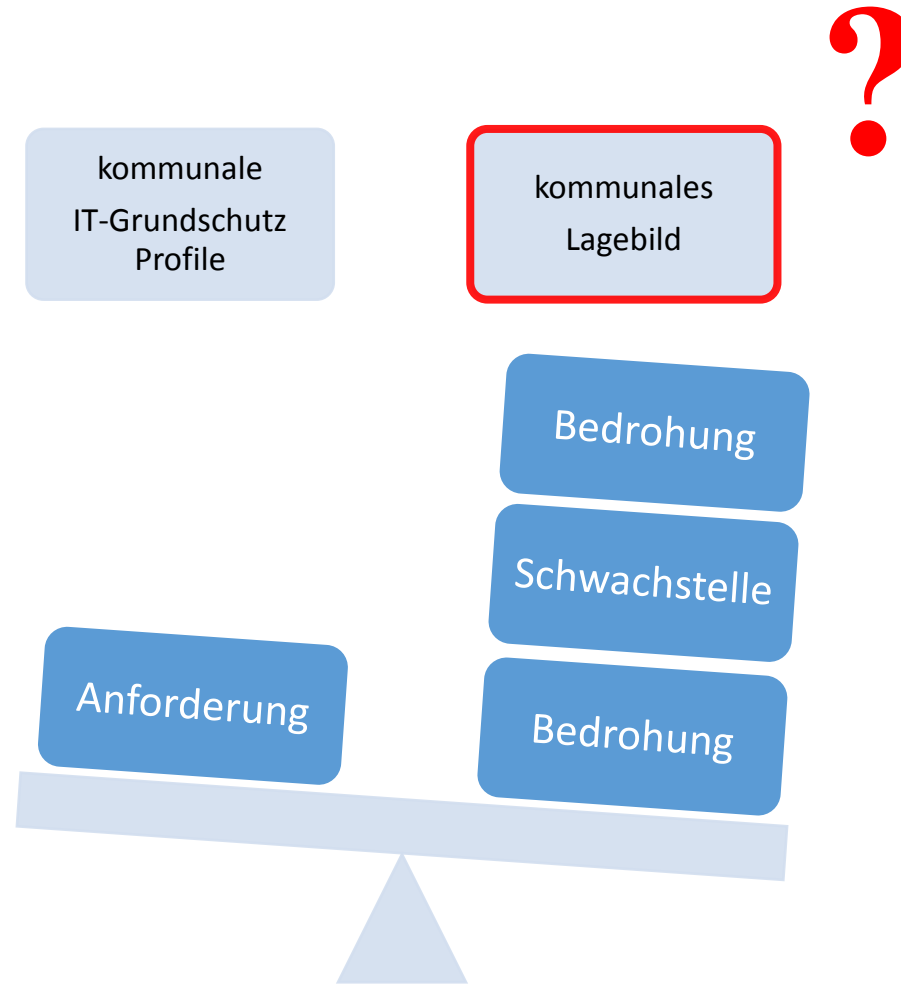 ?
kommunale
IT-Grundschutz
Profile
kommunales
Lagebild
Bedrohung
Schwachstelle
Anforderung
Bedrohung